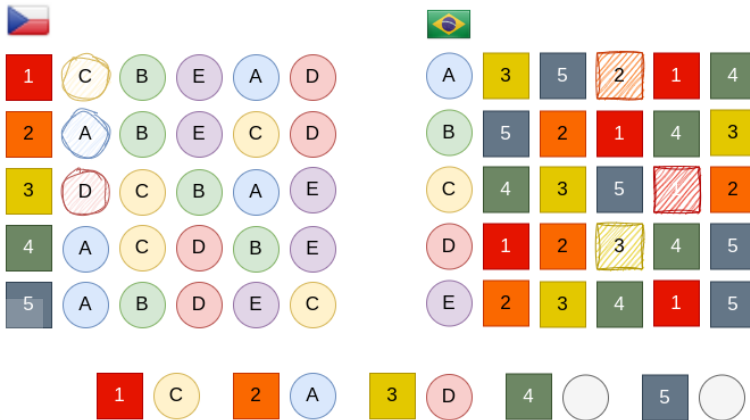 1 C B E A D
A 3 5 2 1 4
2 A B E C D
B 5 2 1 4 3
3 D C B A E
C 4 3 5 1 2
4 A C D B E
D 1 2 3 4 5
5 A B D E C
E 2 3 4 1 5
1 C 2 A 3 D 4 5